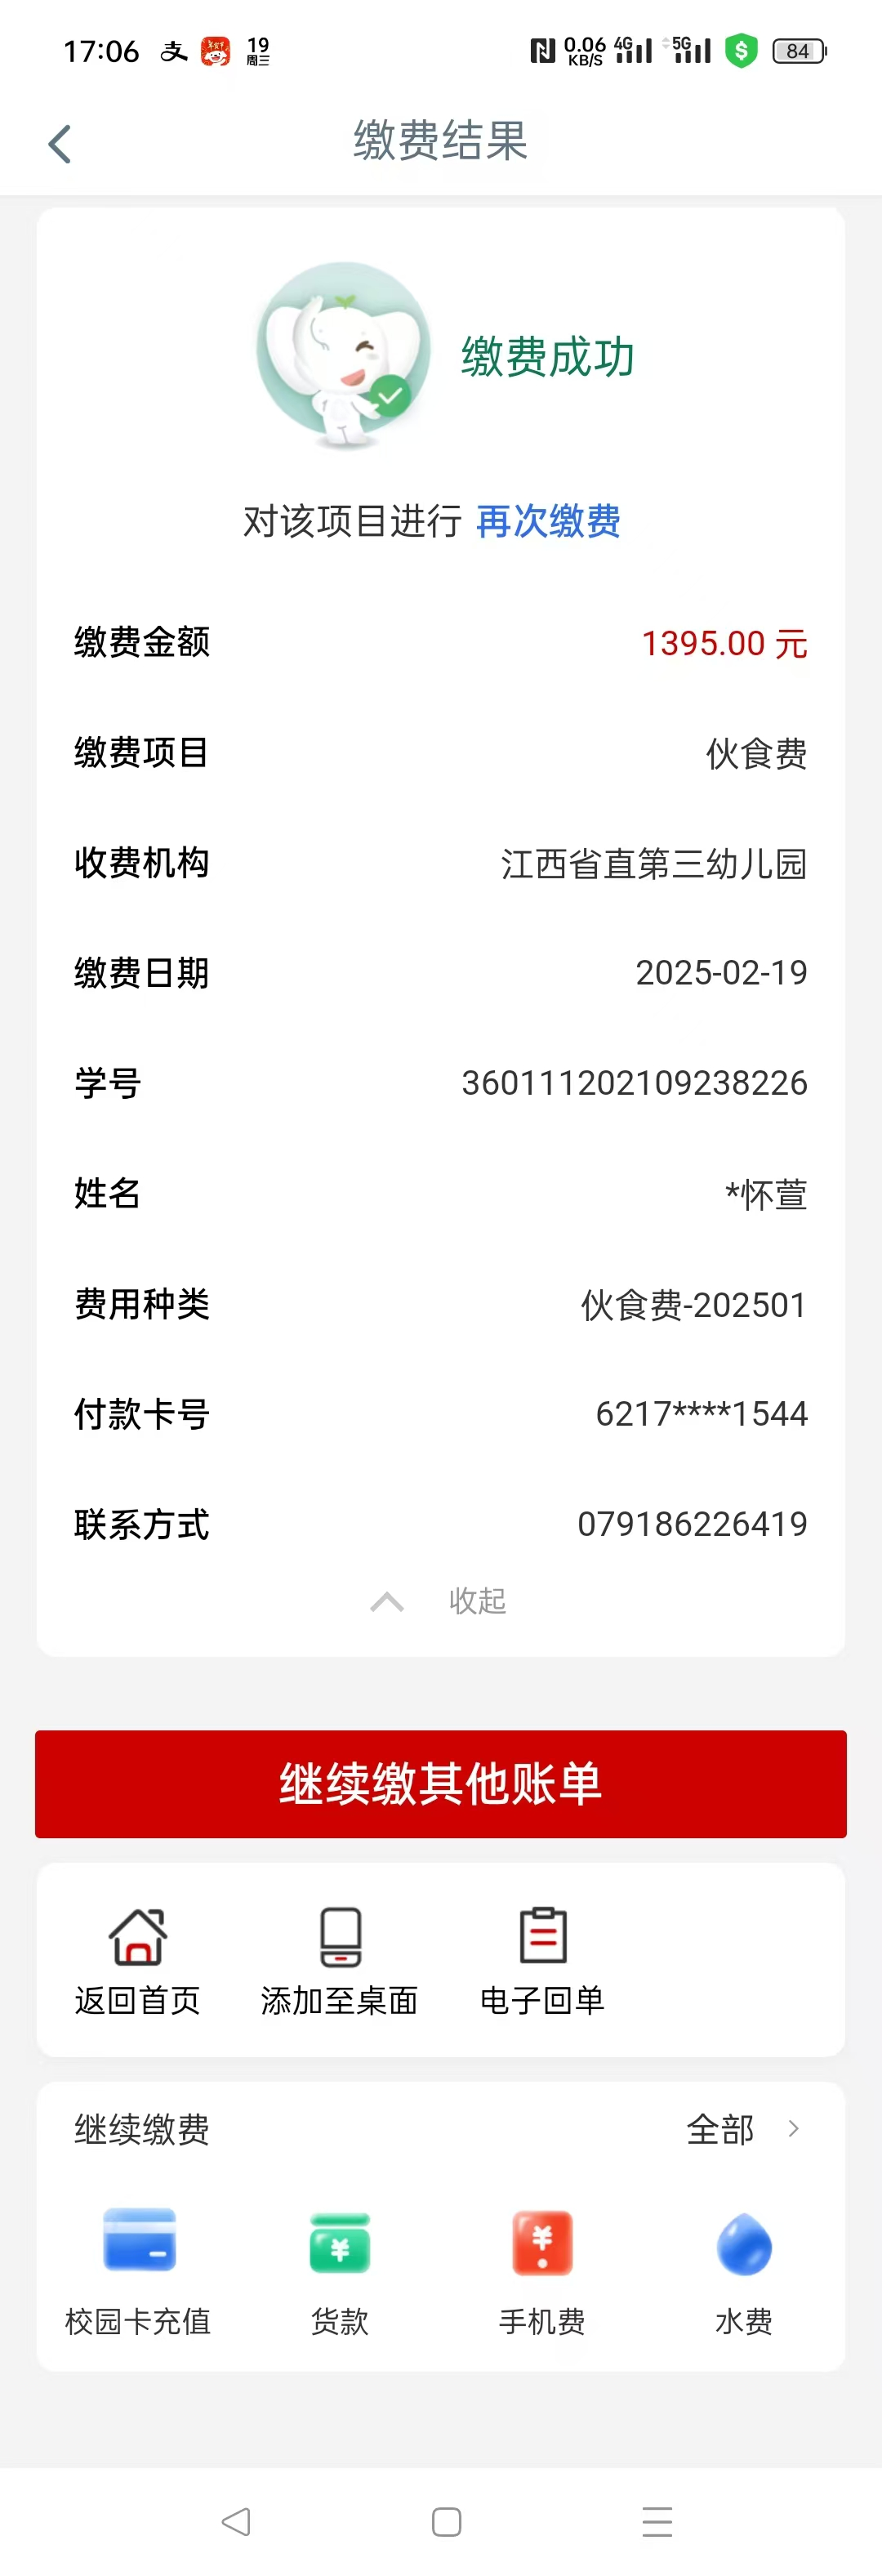 17:06 支 19 周三 0.06 KB/S 4G 5G 84
缴费结果
缴费成功
对该项目进行 再次缴费
缴费金额 1395.00 元
缴费项目 伙食费
收费机构 江西省直第三幼儿园
缴费日期 2025-02-19
学号 360111202109238226
姓名 *怀萱
费用种类 伙食费-202501
付款卡号 6217****1544
联系方式 079186226419
收起
继续缴其他账单
返回首页 添加至桌面 电子回单
继续缴费 全部
校园卡充值 货款 手机费 水费